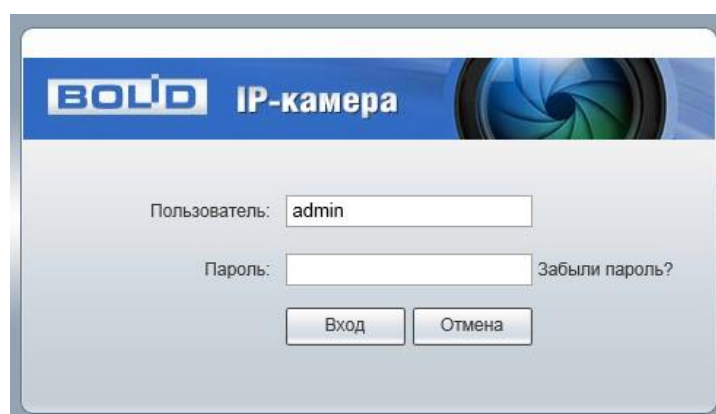 BOLID IP-камера
Пользователь: admin
Пароль: Забыли пароль?
Вход Отмена